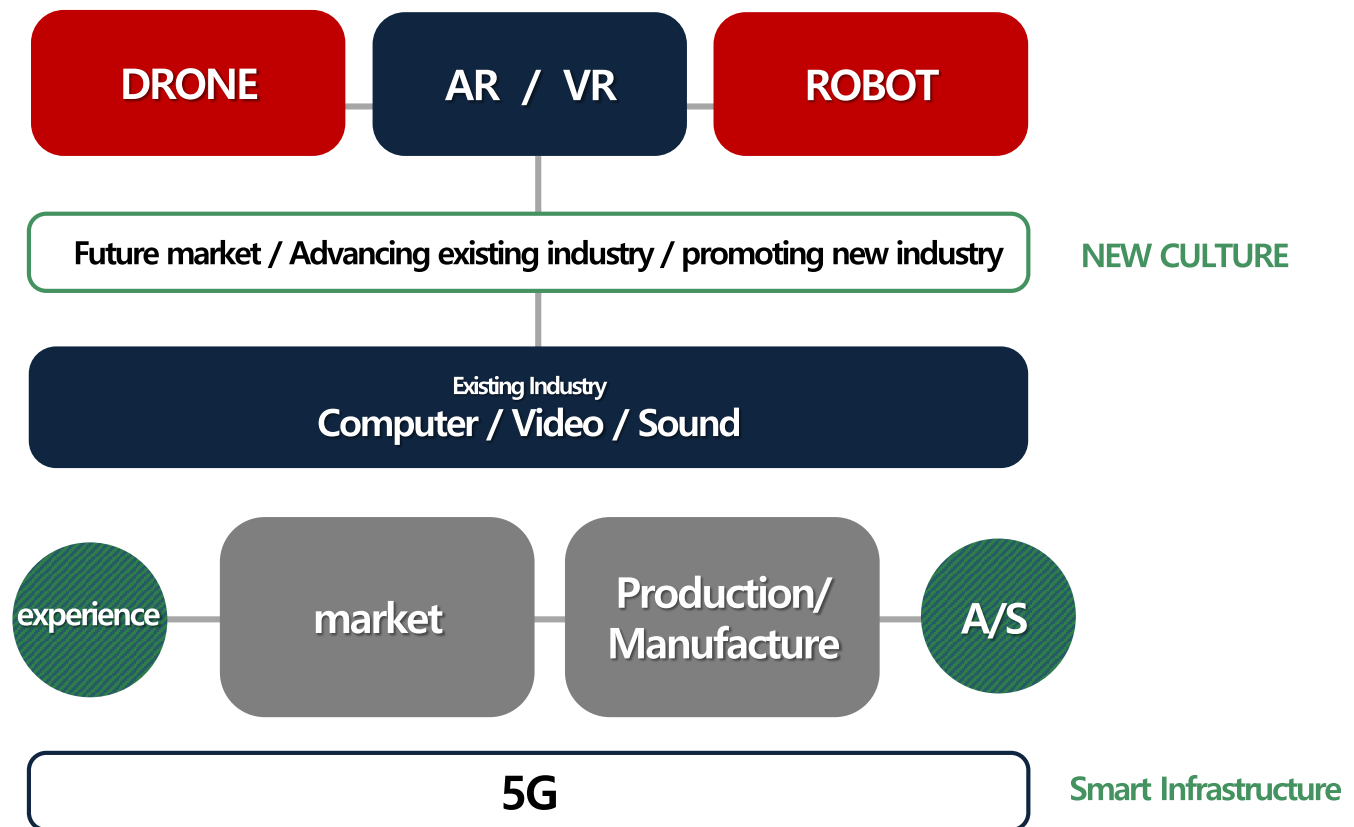 DRONE
AR / VR
ROBOT
Future market / Advancing existing industry / promoting new industry
NEW CULTURE
Existing Industry
Computer / Video / Sound
experience
market
Production/
Manufacture
A/S
5G
Smart Infrastructure